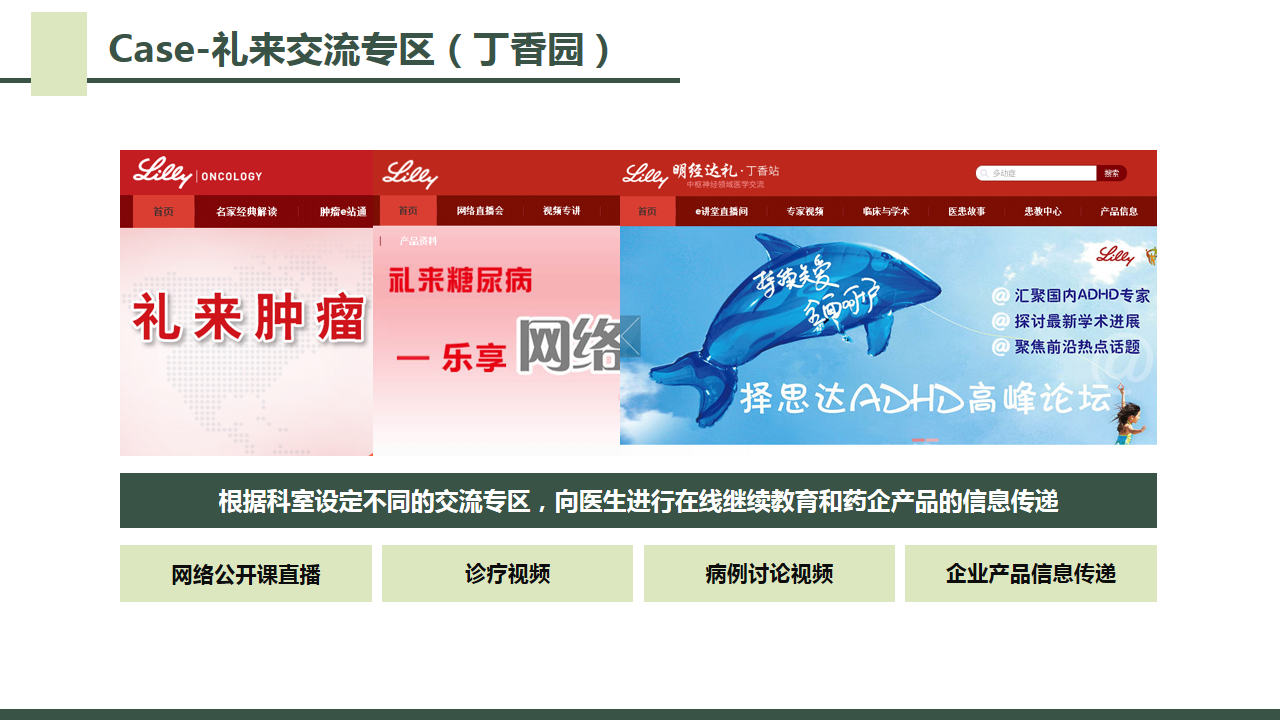 Case-礼来交流专区（丁香园）
Lilly | ONCOLOGY
首页 名家经典解读 肿瘤e站通
礼来肿瘤
Lilly
首页 网络直播会 视频专讲
产品资料
礼来糖尿病
— 乐享 网络
Lilly 明经达礼·丁香站
中枢神经领域医学交流
多动症 搜索
首页 e讲堂直播间 专家视频 临床与学术 医患故事 患教中心 产品信息
Lilly
持续关爱
全面呵护
@ 汇聚国内ADHD专家
@ 探讨最新学术进展
@ 聚焦前沿热点话题
择思达ADHD高峰论坛
根据科室设定不同的交流专区，向医生进行在线继续教育和药企产品的信息传递
网络公开课直播
诊疗视频
病例讨论视频
企业产品信息传递